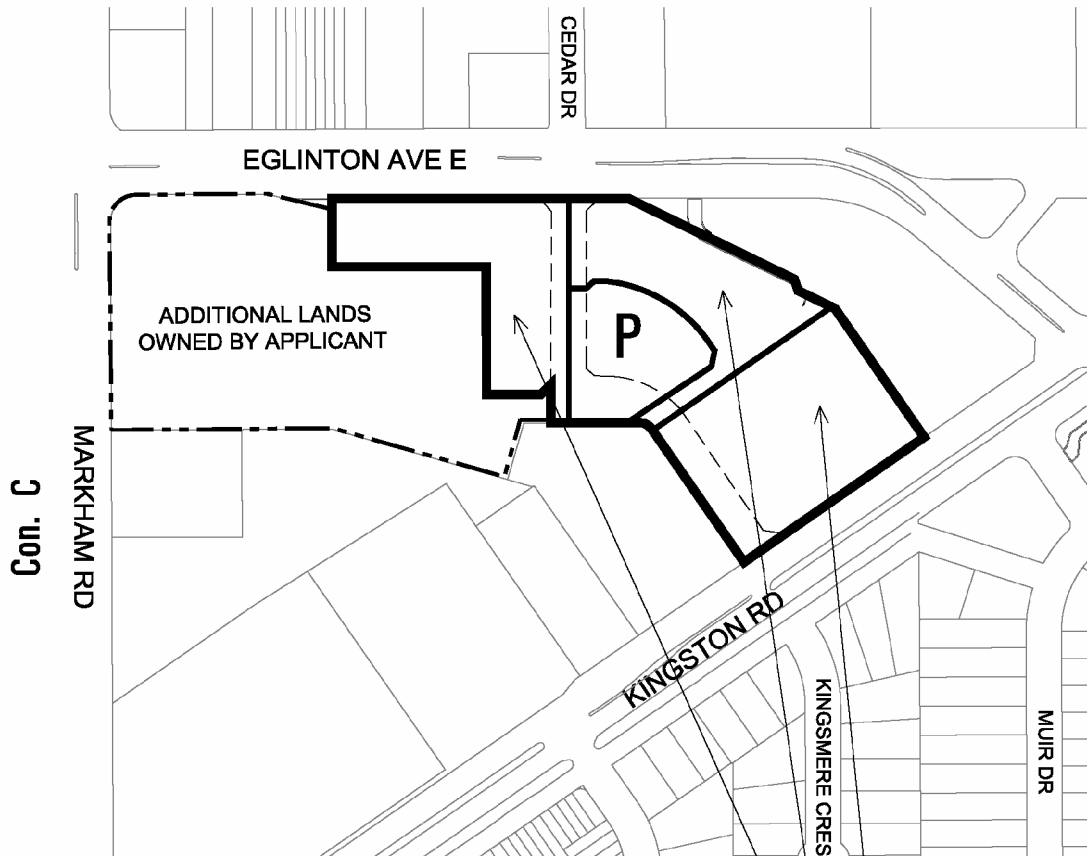 CEDAR DR
EGLINTON AVE E
ADDITIONAL LANDS
OWNED BY APPLICANT
P
MARKHAM RD
Con. C
KINGSTON RD
KINGSMERE CRES
MUIR DR